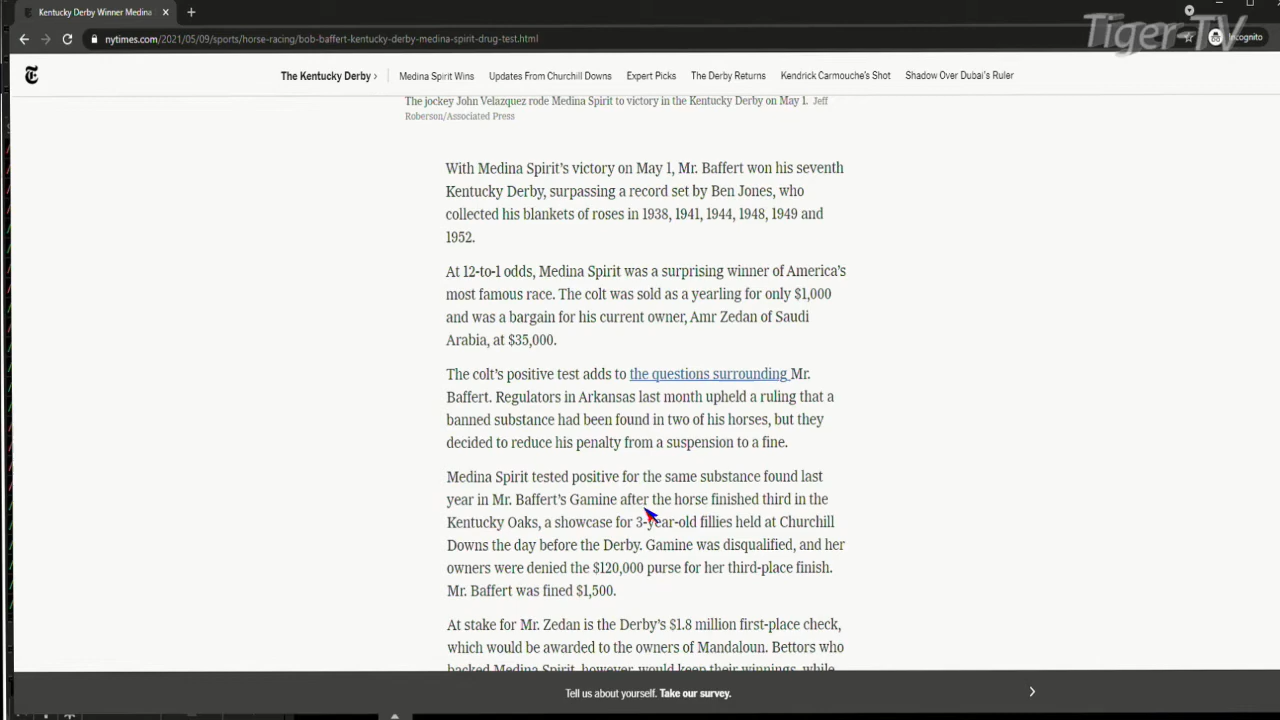 Kentucky Derby Winner Medina
Tiger-TV
nytimes.com/2021/05/09/sports/horse-racing/bob-baffert-kentucky-derby-medina-spirit-drug-test.html
Incognito
The Kentucky Derby › Medina Spirit Wins Updates From Churchill Downs Expert Picks The Derby Returns Kendrick Carmouche's Shot Shadow Over Dubai's Ruler
The jockey John Velazquez rode Medina Spirit to victory in the Kentucky Derby on May 1. Jeff
Roberson/Associated Press
With Medina Spirit's victory on May 1, Mr. Baffert won his seventh
Kentucky Derby, surpassing a record set by Ben Jones, who
collected his blankets of roses in 1938, 1941, 1944, 1948, 1949 and
1952.
At 12-to-1 odds, Medina Spirit was a surprising winner of America's
most famous race. The colt was sold as a yearling for only $1,000
and was a bargain for his current owner, Amr Zedan of Saudi
Arabia, at $35,000.
The colt's positive test adds to the questions surrounding Mr.
Baffert. Regulators in Arkansas last month upheld a ruling that a
banned substance had been found in two of his horses, but they
decided to reduce his penalty from a suspension to a fine.
Medina Spirit tested positive for the same substance found last
year in Mr. Baffert's Gamine after the horse finished third in the
Kentucky Oaks, a showcase for 3-year-old fillies held at Churchill
Downs the day before the Derby. Gamine was disqualified, and her
owners were denied the $120,000 purse for her third-place finish.
Mr. Baffert was fined $1,500.
At stake for Mr. Zedan is the Derby's $1.8 million first-place check,
which would be awarded to the owners of Mandaloun. Bettors who
backed Medina Spirit, however, would keep their winnings, while
Tell us about yourself. Take our survey.